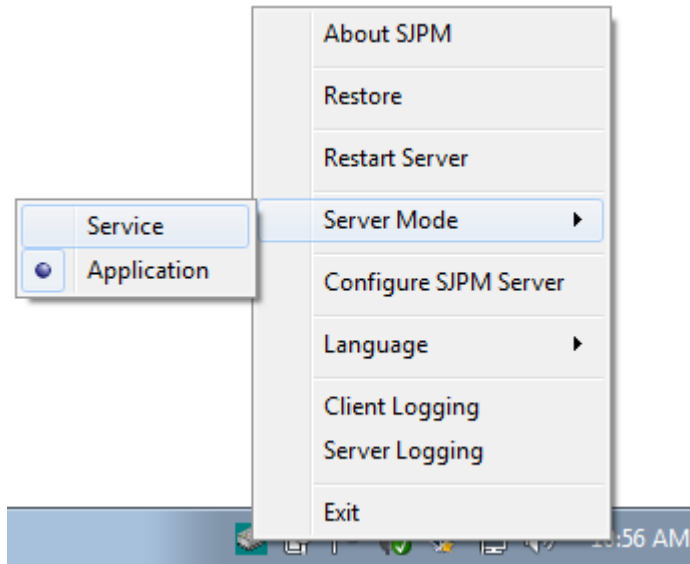 About SJPM
Restore
Restart Server
Server Mode
Service
Application
Configure SJPM Server
Language
Client Logging
Server Logging
Exit
:56 AM